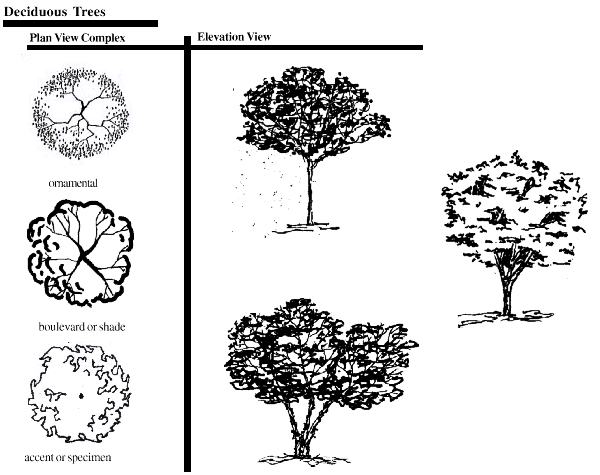 Deciduous Trees
Plan View Complex
Elevation View
ornamental
boulevard or shade
accent or specimen